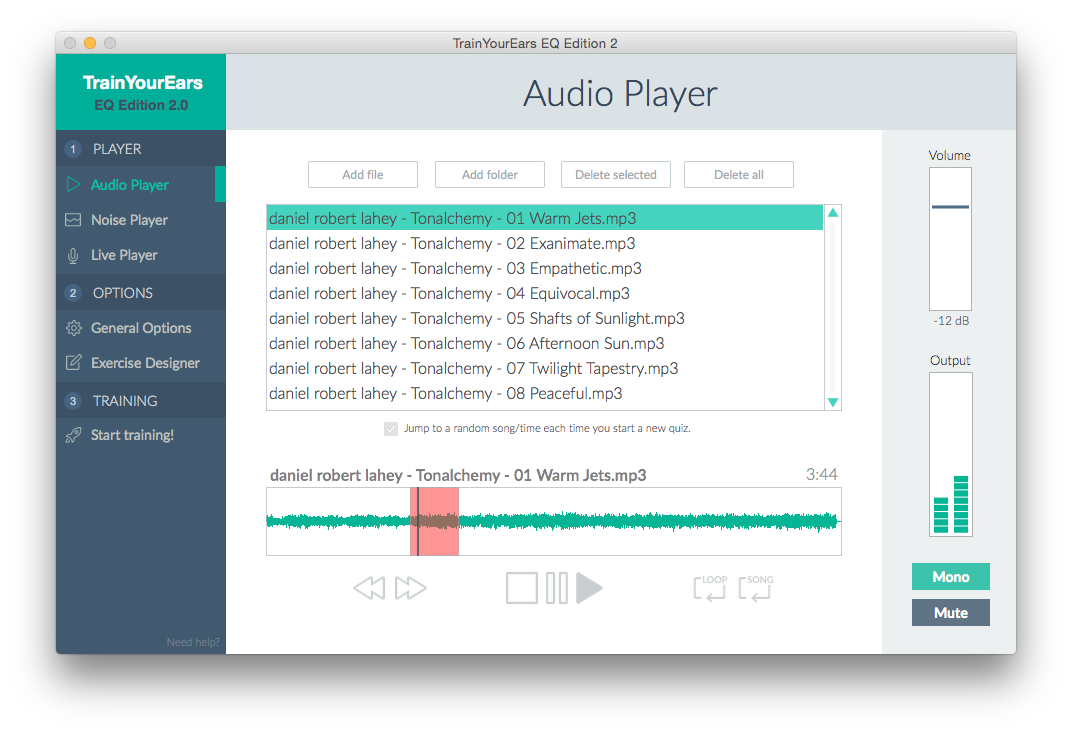 TrainYourEars EQ Edition 2
TrainYourEars
EQ Edition 2.0
1 PLAYER
Audio Player
Noise Player
Live Player
2 OPTIONS
General Options
Exercise Designer
3 TRAINING
Start training!
Need help?
Audio Player
Add file Add folder Delete selected Delete all
daniel robert lahey - Tonalchemy - 01 Warm Jets.mp3
daniel robert lahey - Tonalchemy - 02 Exanimate.mp3
daniel robert lahey - Tonalchemy - 03 Empathetic.mp3
daniel robert lahey - Tonalchemy - 04 Equivocal.mp3
daniel robert lahey - Tonalchemy - 05 Shafts of Sunlight.mp3
daniel robert lahey - Tonalchemy - 06 Afternoon Sun.mp3
daniel robert lahey - Tonalchemy - 07 Twilight Tapestry.mp3
daniel robert lahey - Tonalchemy - 08 Peaceful.mp3
Jump to a random song/time each time you start a new quiz.
daniel robert lahey - Tonalchemy - 01 Warm Jets.mp3 3:44
LOOP SONG
Volume
-12 dB
Output
Mono
Mute